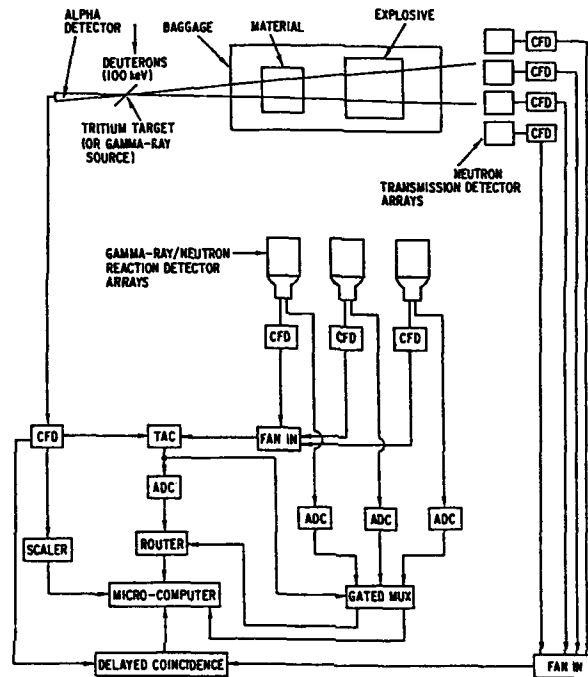 ALPHA
DETECTOR
DEUTERONS
(100 keV)
TRITIUM TARGET
(OR GAMMA-RAY
SOURCE)
BAGGAGE
MATERIAL
EXPLOSIVE
CFD
CFD
CFD
CFD
NEUTRON
TRANSMISSION DETECTOR
ARRAYS
GAMMA-RAY/NEUTRON
REACTION DETECTOR
ARRAYS
CFD
CFD
CFD
CFD
TAC
FAN IN
ADC
ADC
ADC
ADC
SCALER
ROUTER
MICRO-COMPUTER
GATED MUX
DELAYED COINCIDENCE
FAN IN